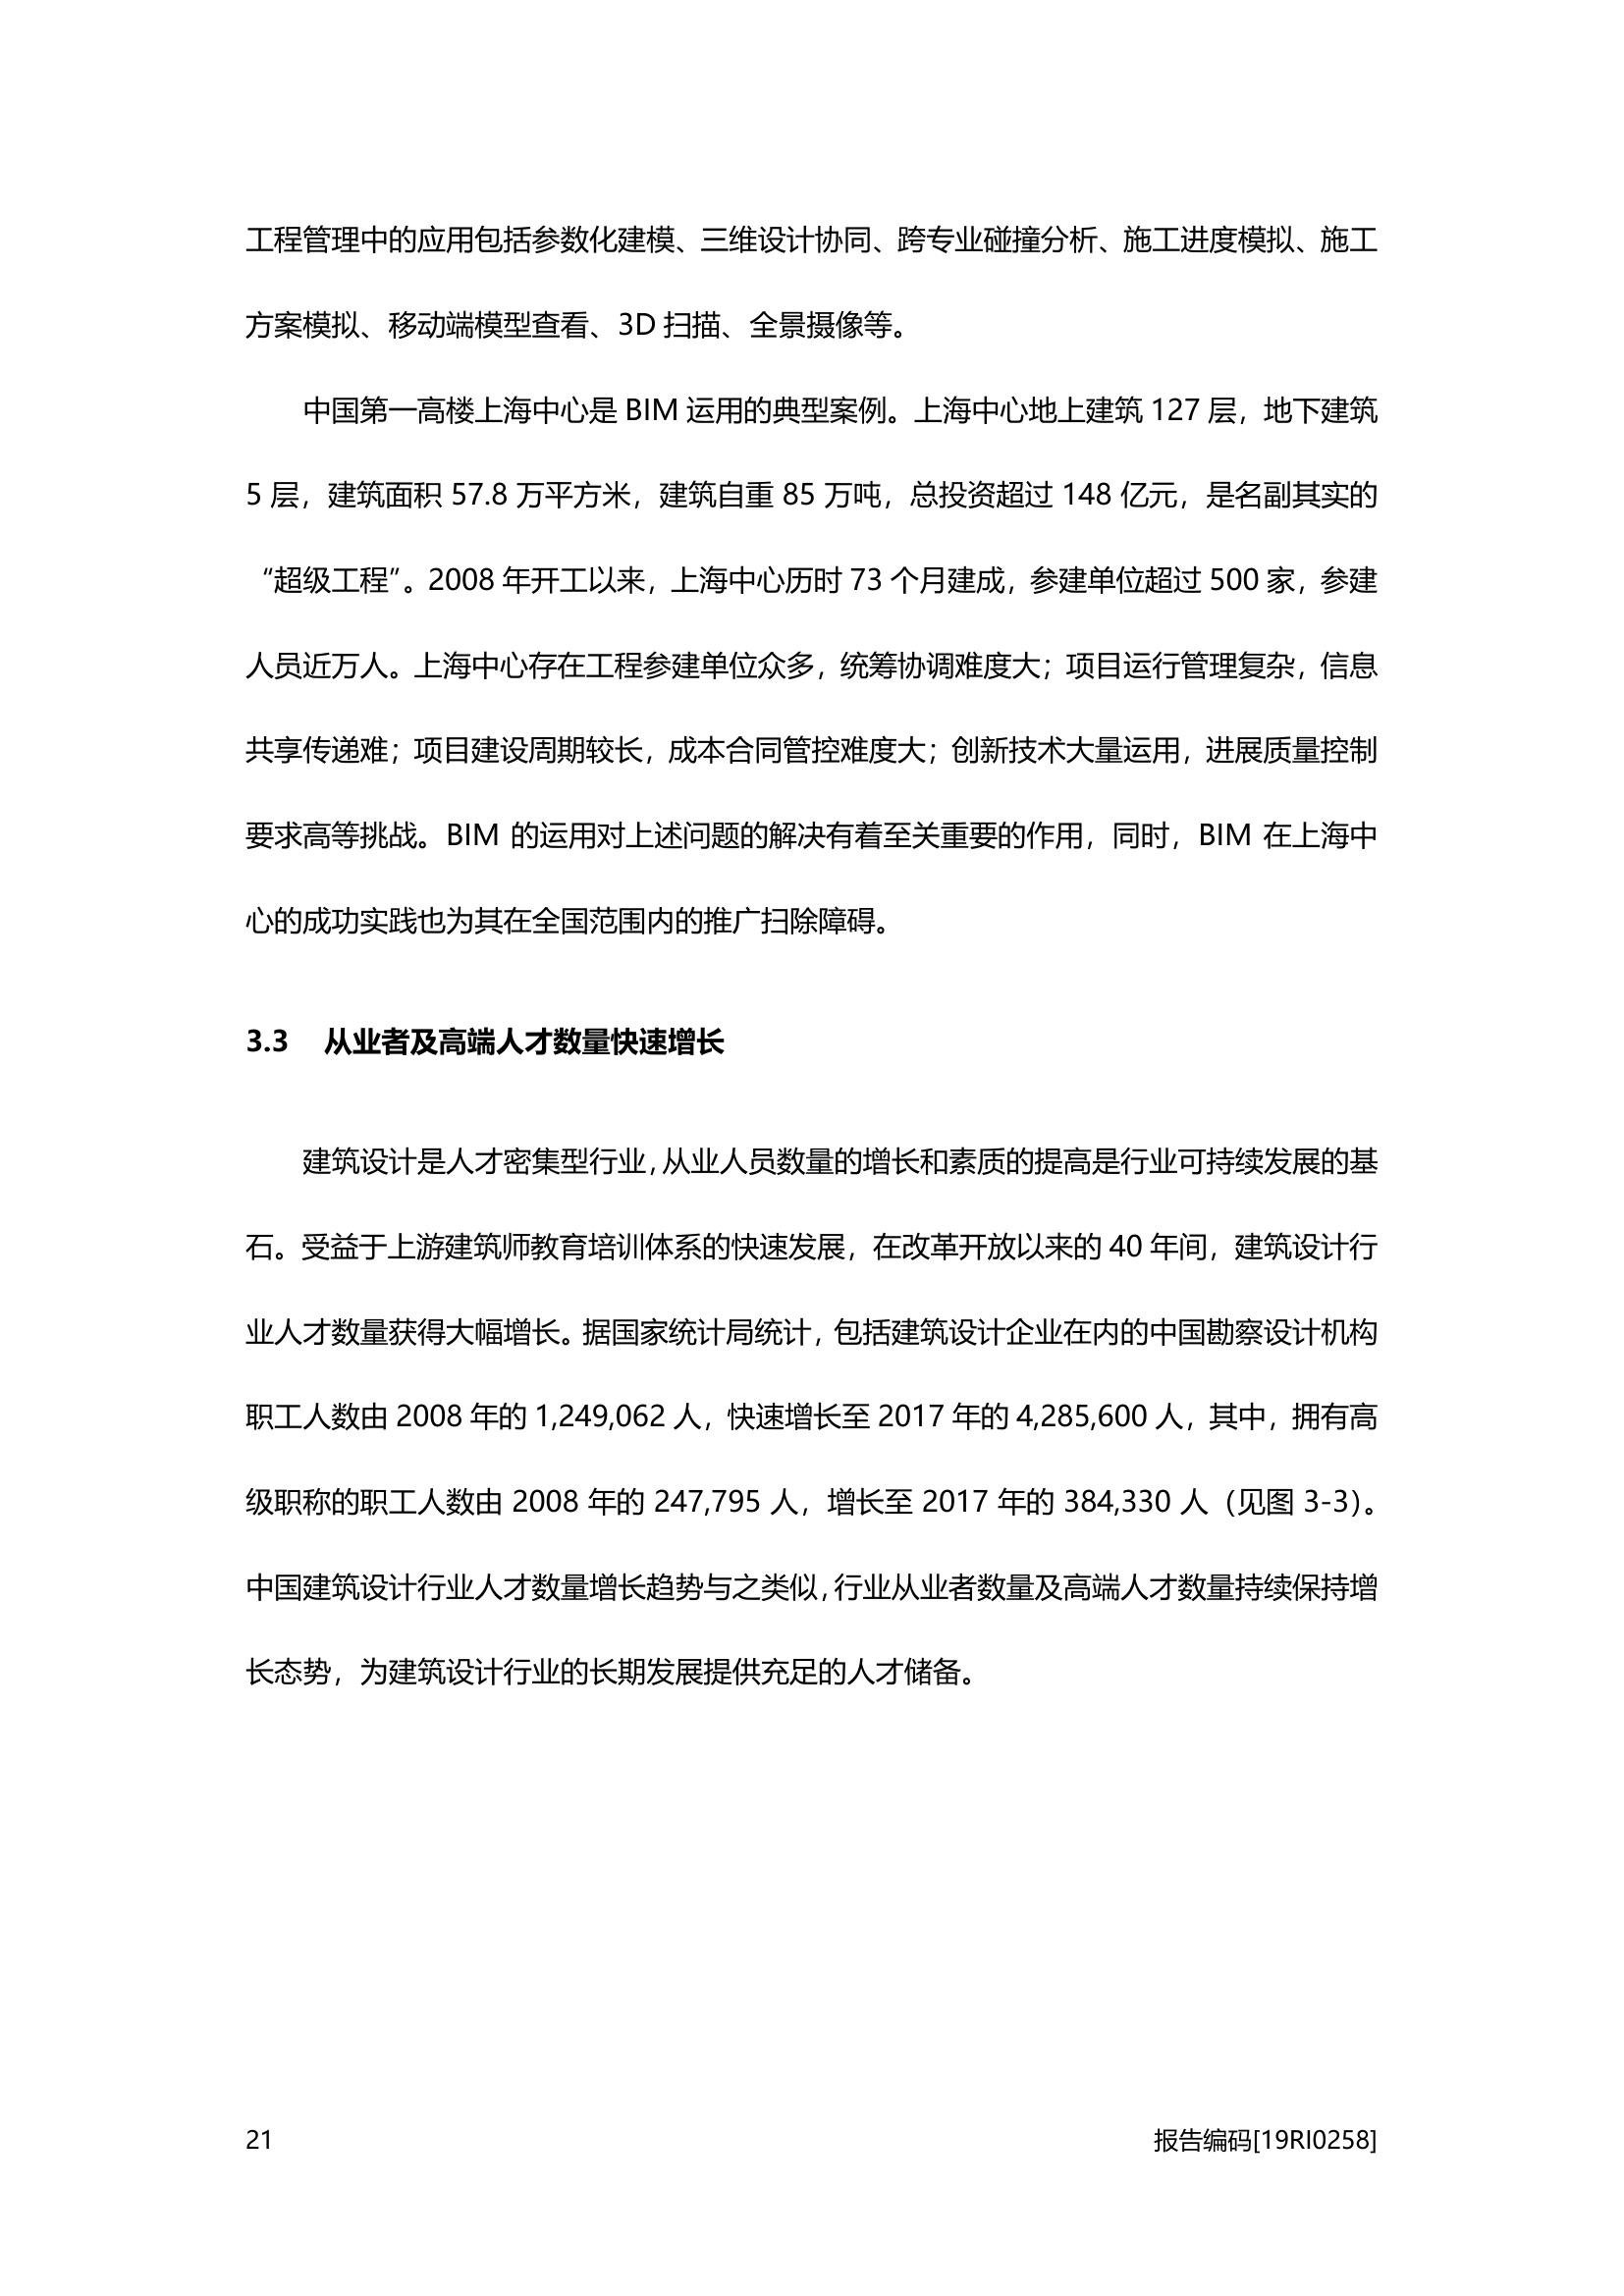 工程管理中的应用包括参数化建模、三维设计协同、跨专业碰撞分析、施工进度模拟、施工
方案模拟、移动端模型查看、3D 扫描、全景摄像等。
中国第一高楼上海中心是 BIM 运用的典型案例。上海中心地上建筑 127 层，地下建筑
5 层，建筑面积 57.8 万平方米，建筑自重 85 万吨，总投资超过 148 亿元，是名副其实的
“超级工程”。2008 年开工以来，上海中心历时 73 个月建成，参建单位超过 500 家，参建
人员近万人。上海中心存在工程参建单位众多，统筹协调难度大；项目运行管理复杂，信息
共享传递难；项目建设周期较长，成本合同管控难度大；创新技术大量运用，进展质量控制
要求高等挑战。BIM 的运用对上述问题的解决有着至关重要的作用，同时，BIM 在上海中
心的成功实践也为其在全国范围内的推广扫除障碍。
3.3 从业者及高端人才数量快速增长
建筑设计是人才密集型行业，从业人员数量的增长和素质的提高是行业可持续发展的基
石。受益于上游建筑师教育培训体系的快速发展，在改革开放以来的 40 年间，建筑设计行
业人才数量获得大幅增长。据国家统计局统计，包括建筑设计企业在内的中国勘察设计机构
职工人数由 2008 年的 1,249,062 人，快速增长至 2017 年的 4,285,600 人，其中，拥有高
级职称的职工人数由 2008 年的 247,795 人，增长至 2017 年的 384,330 人（见图 3-3）。
中国建筑设计行业人才数量增长趋势与之类似，行业从业者数量及高端人才数量持续保持增
长态势，为建筑设计行业的长期发展提供充足的人才储备。
21 报告编码[19RI0258]